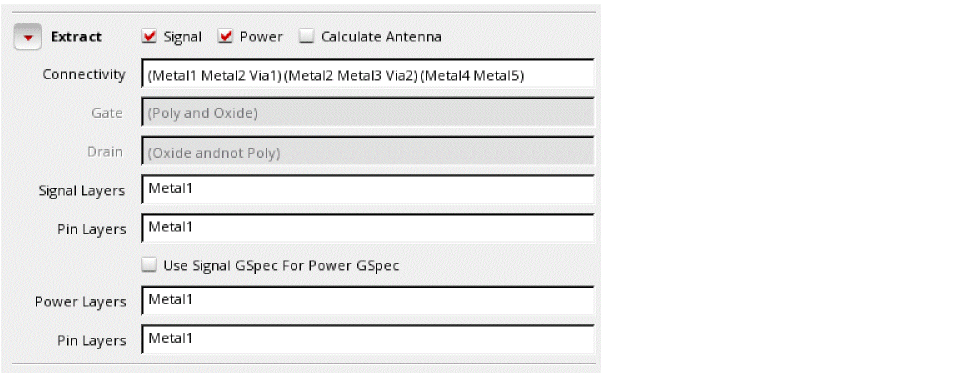 Extract Signal Power Calculate Antenna
Connectivity (Metal1 Metal2 Via1) (Metal2 Metal3 Via2) (Metal4 Metal5)
Gate (Poly and Oxide)
Drain (Oxide andnot Poly)
Signal Layers Metal1
Pin Layers Metal1
Use Signal GSpec For Power GSpec
Power Layers Metal1
Pin Layers Metal1